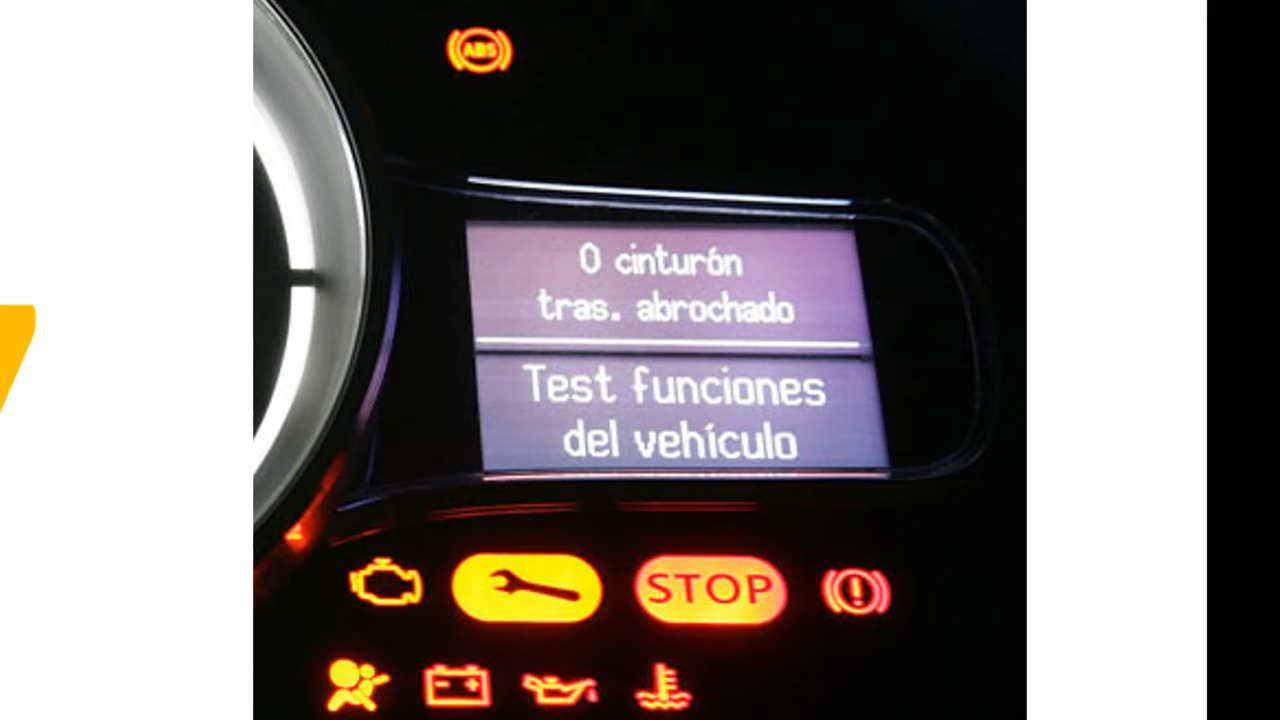 ABS
0 cinturón
tras. abrochado
Test funciones
del vehículo
STOP